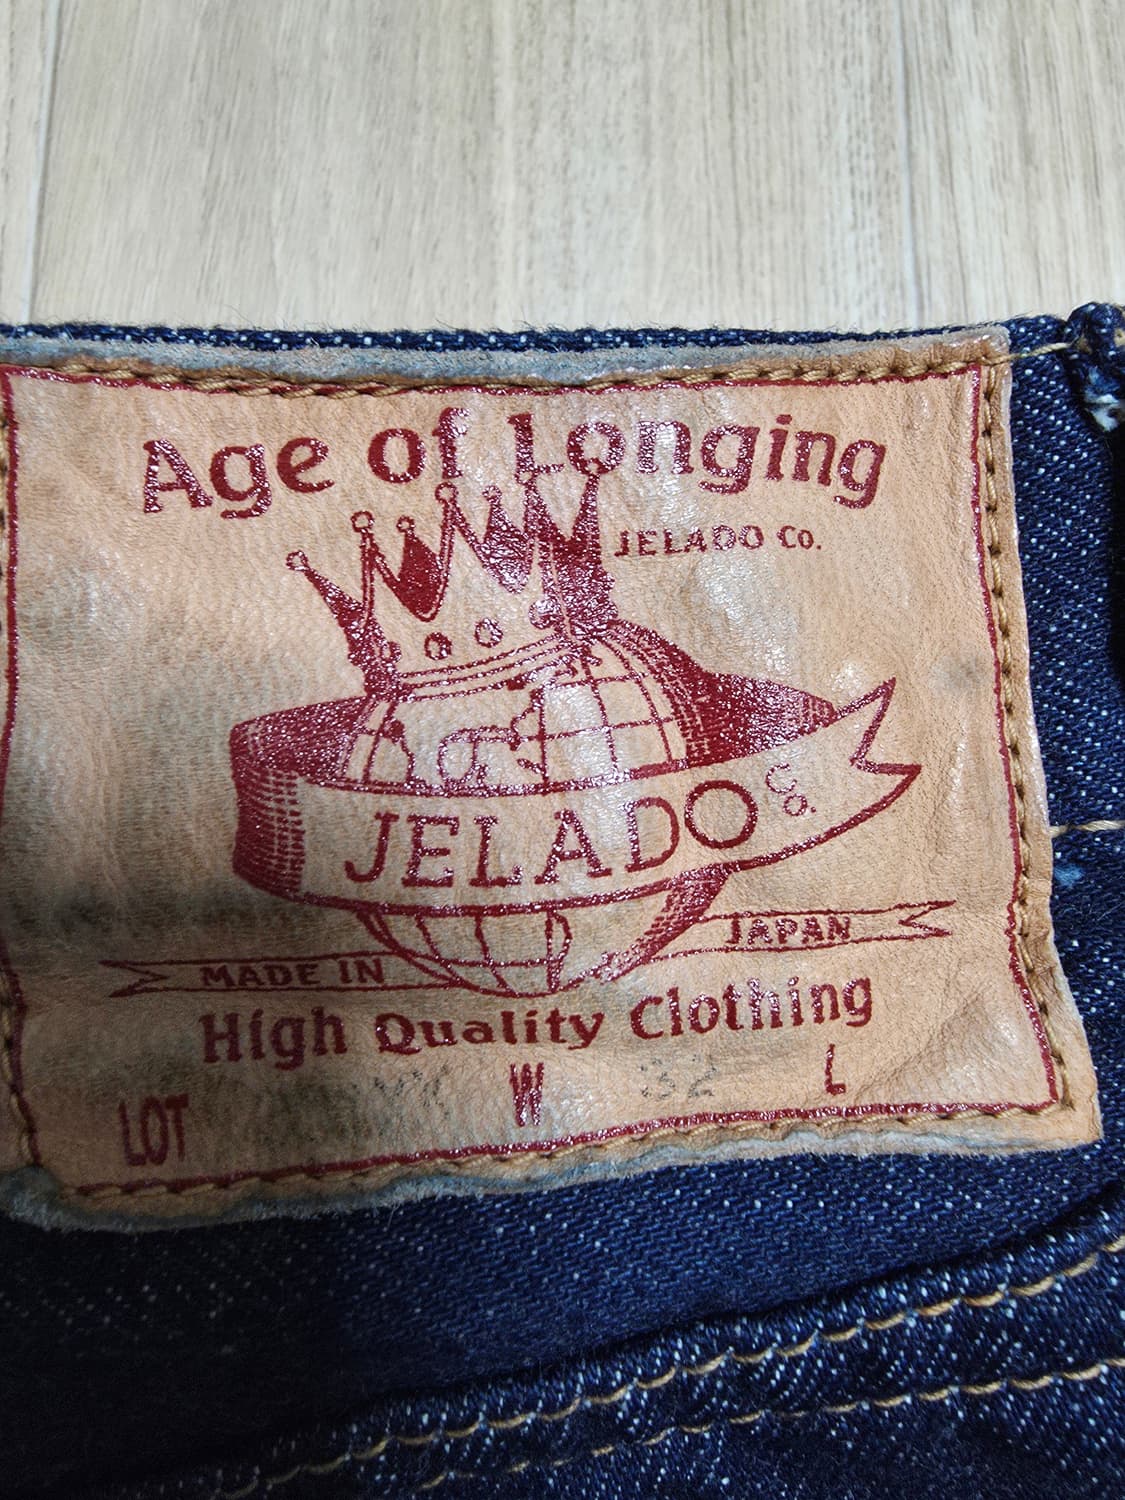 Age of Longing
JELADO Co.
JELADO Co.
MADE IN JAPAN
High Quality Clothing
LOT W 32 L